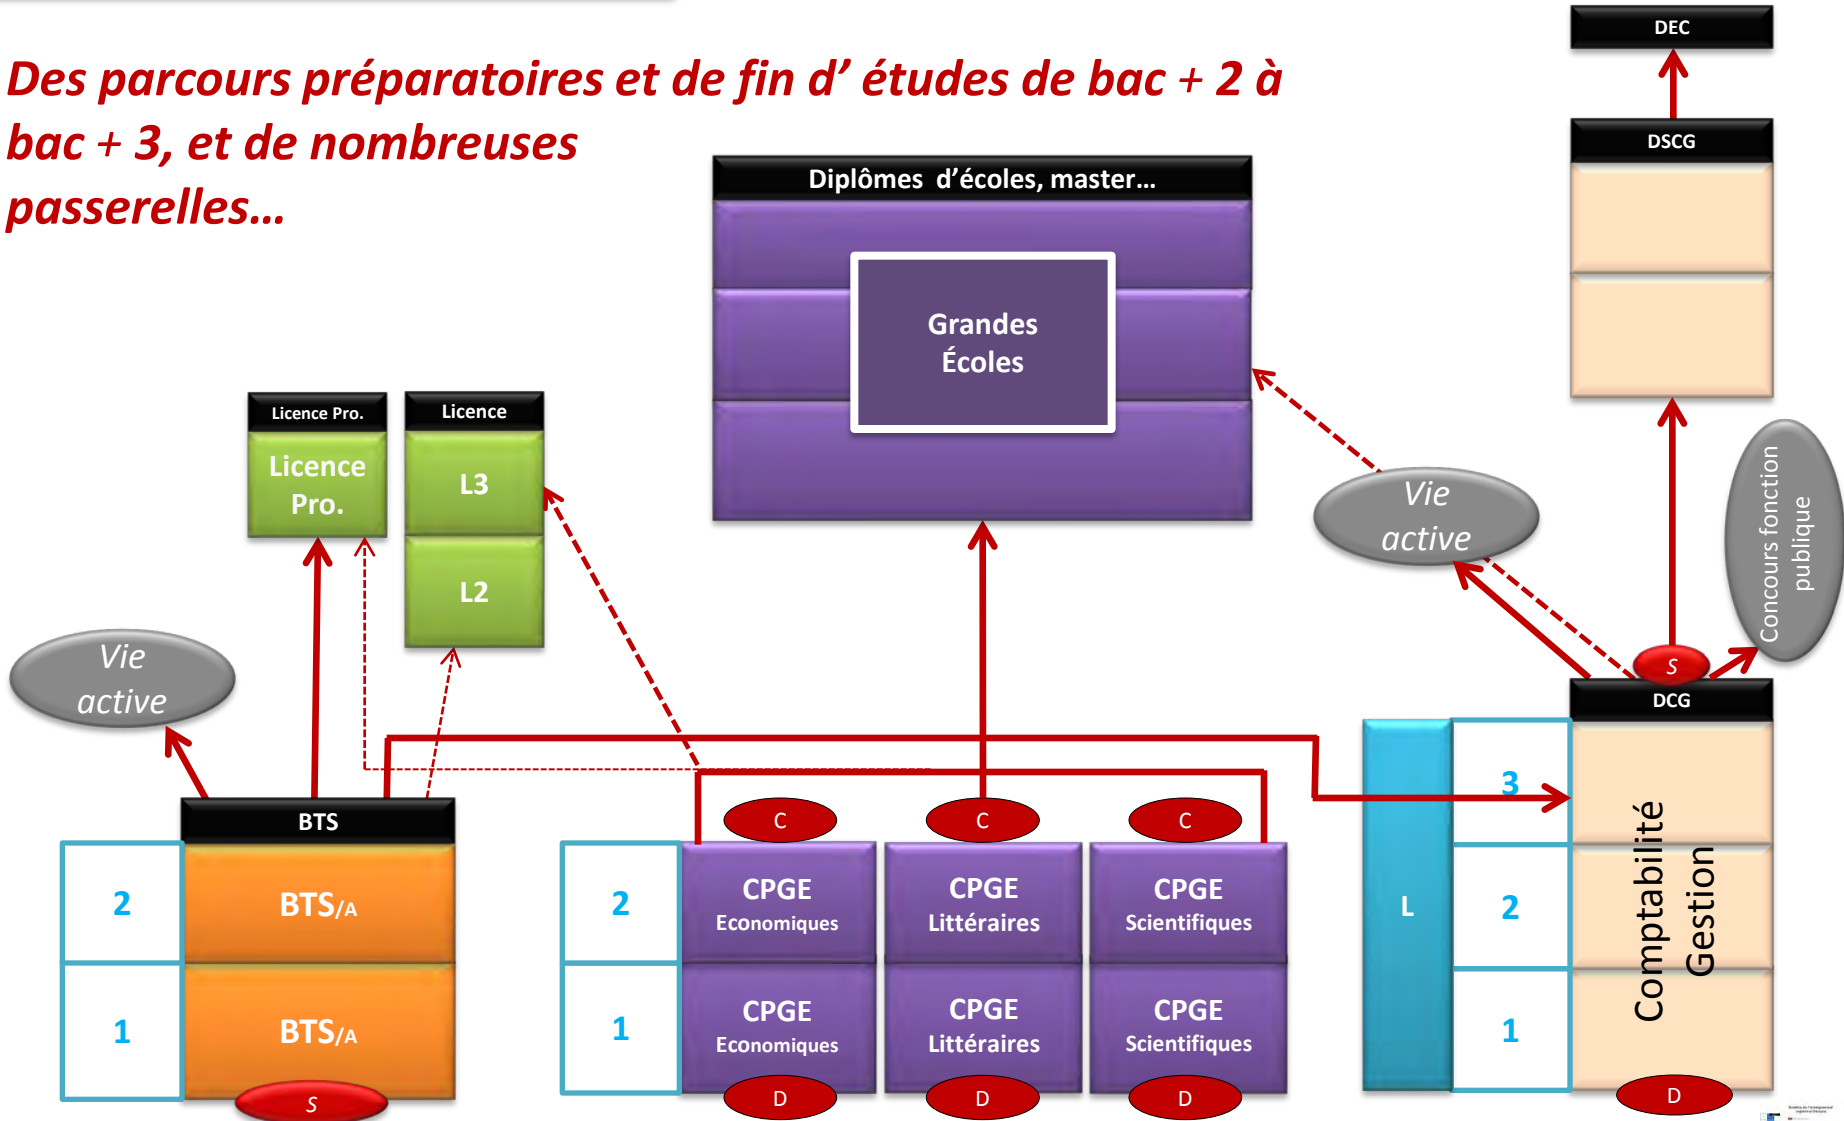 Des parcours préparatoires et de fin d’ études de bac + 2 à
bac + 3, et de nombreuses
passerelles…
DEC
DSCG
Diplômes d’écoles, master…
Grandes
Écoles
Licence Pro.
Licence
Pro.
Licence
L3
L2
Vie
active
Vie
active
Concours fonction
publique
S
DCG
L
3
2
1
Comptabilité
Gestion
D
BTS
2
BTS/A
1
BTS/A
S
C
C
C
2
CPGE
Economiques
CPGE
Littéraires
CPGE
Scientifiques
1
CPGE
Economiques
CPGE
Littéraires
CPGE
Scientifiques
D
D
D